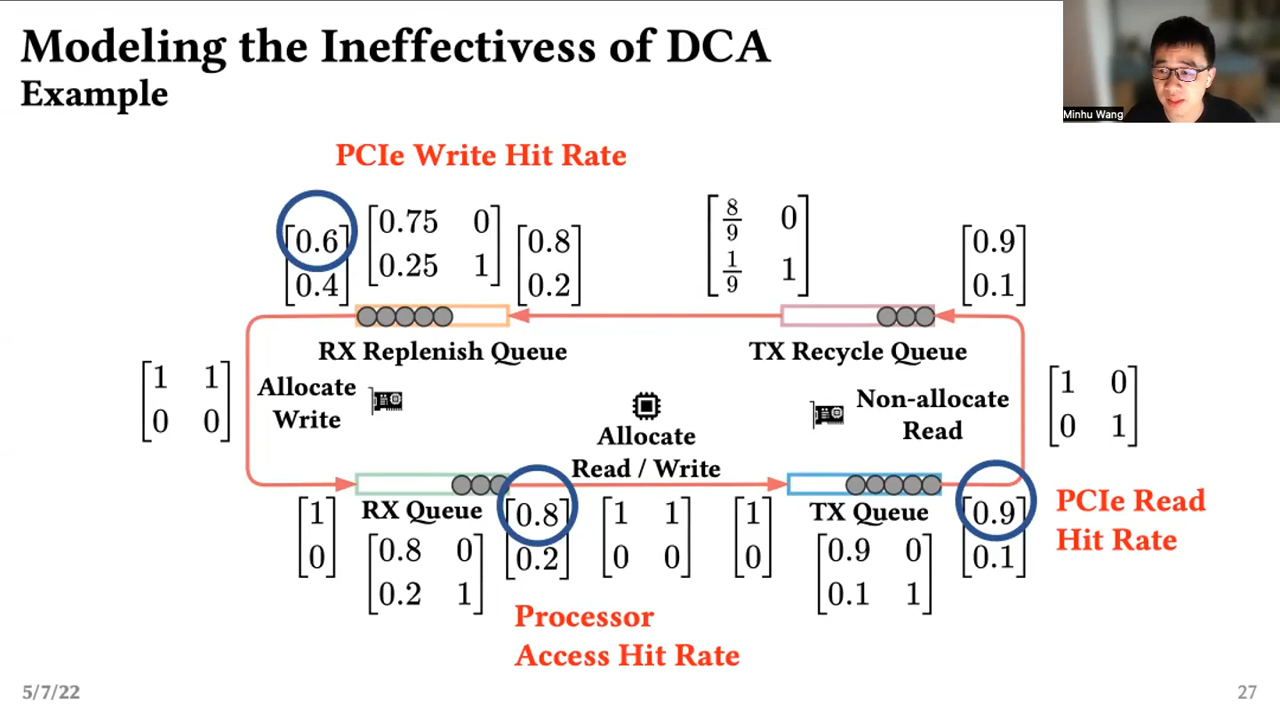 Modeling the Ineffectivess of DCA
Example
Minhu Wang
PCIe Write Hit Rate
[0.6
0.4]
[0.75 0
0.25 1]
[0.8
0.2]
[8/9 0
1/9 1]
[0.9
0.1]
RX Replenish Queue
TX Recycle Queue
[1 1
0 0]
Allocate
Write
Allocate
Read / Write
Non-allocate
Read
[1 0
0 1]
[1
0]
RX Queue
[0.8 0
0.2 1]
[0.8
0.2]
[1 1
0 0]
[1
0]
TX Queue
[0.9 0
0.1 1]
[0.9
0.1]
PCIe Read
Hit Rate
Processor
Access Hit Rate
5/7/22
27